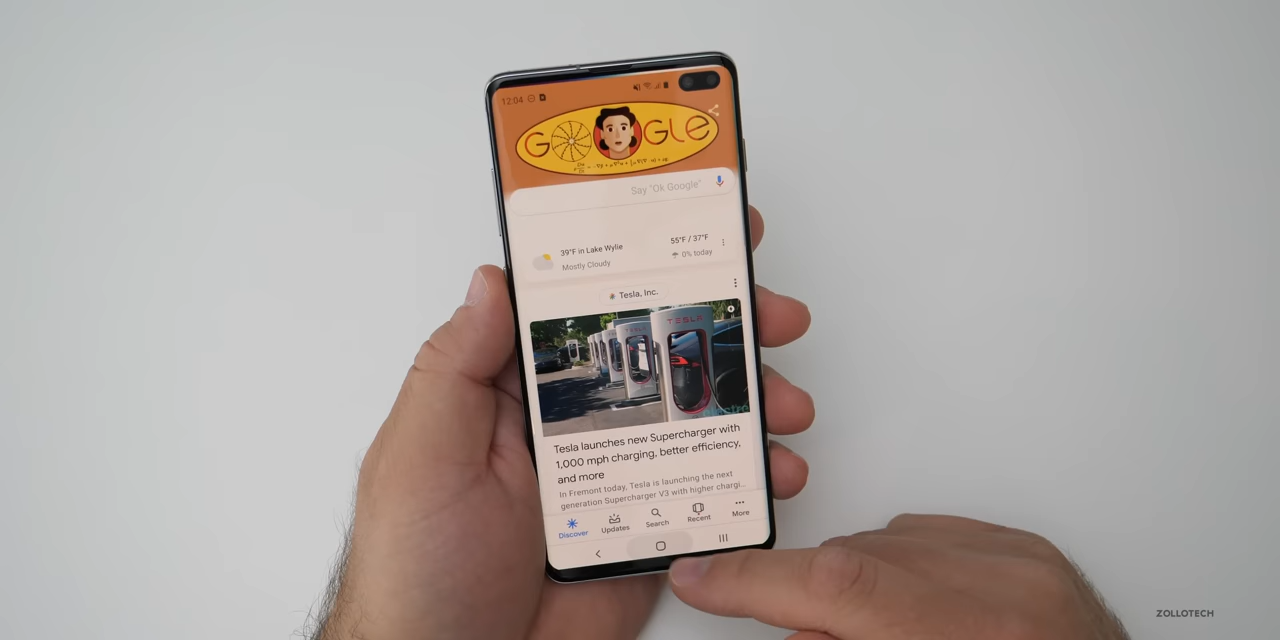 12:04
GOOGLE
Say "Ok Google"
39°F in Lake Wylie
55°F / 37°F
Mostly Cloudy
0% today
Tesla, Inc.
TESLA
TESLA
Tesla launches new Supercharger with
1,000 mph charging, better efficiency,
and more
In Fremont today, Tesla is launching the next
generation Supercharger V3 with higher chargi...
Discover
Updates
Search
Recent
More
ZOLLOTECH